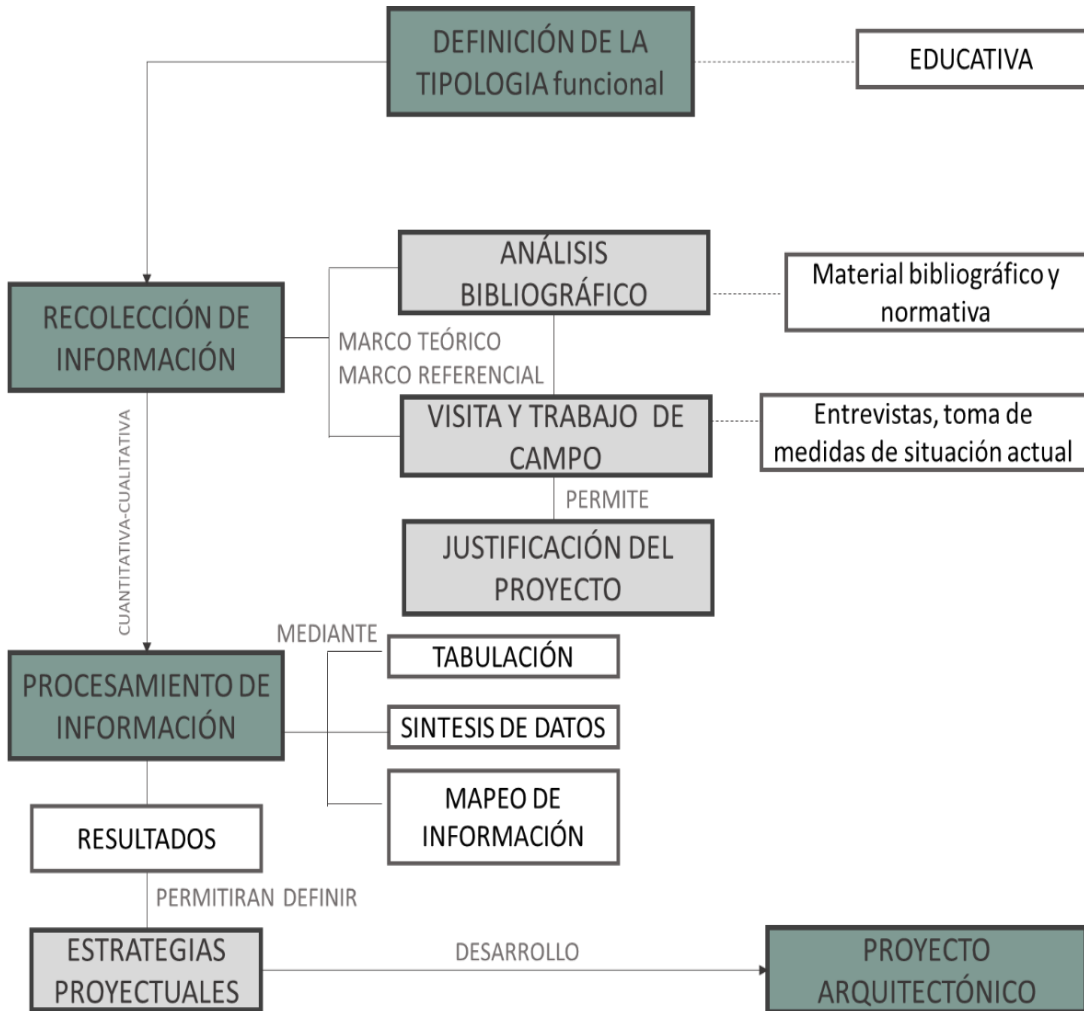 DEFINICIÓN DE LA
TIPOLOGIA funcional
EDUCATIVA
ANÁLISIS
BIBLIOGRÁFICO
Material bibliográfico y
normativa
RECOLECCIÓN DE
INFORMACIÓN
MARCO TEÓRICO
MARCO REFERENCIAL
VISITA Y TRABAJO DE
CAMPO
Entrevistas, toma de
medidas de situación actual
CUANTITATIVA-CUALITATIVA
PERMITE
JUSTIFICACIÓN DEL
PROYECTO
MEDIANTE
TABULACIÓN
PROCESAMIENTO DE
INFORMACIÓN
SINTESIS DE DATOS
MAPEO DE
INFORMACIÓN
RESULTADOS
PERMITIRAN DEFINIR
ESTRATEGIAS
PROYECTUALES
DESARROLLO
PROYECTO
ARQUITECTÓNICO